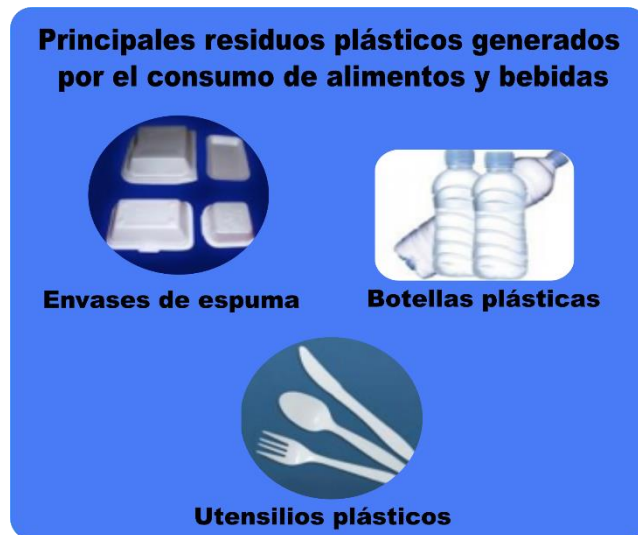 Principales residuos plásticos generados
por el consumo de alimentos y bebidas
Envases de espuma
Botellas plásticas
Utensilios plásticos